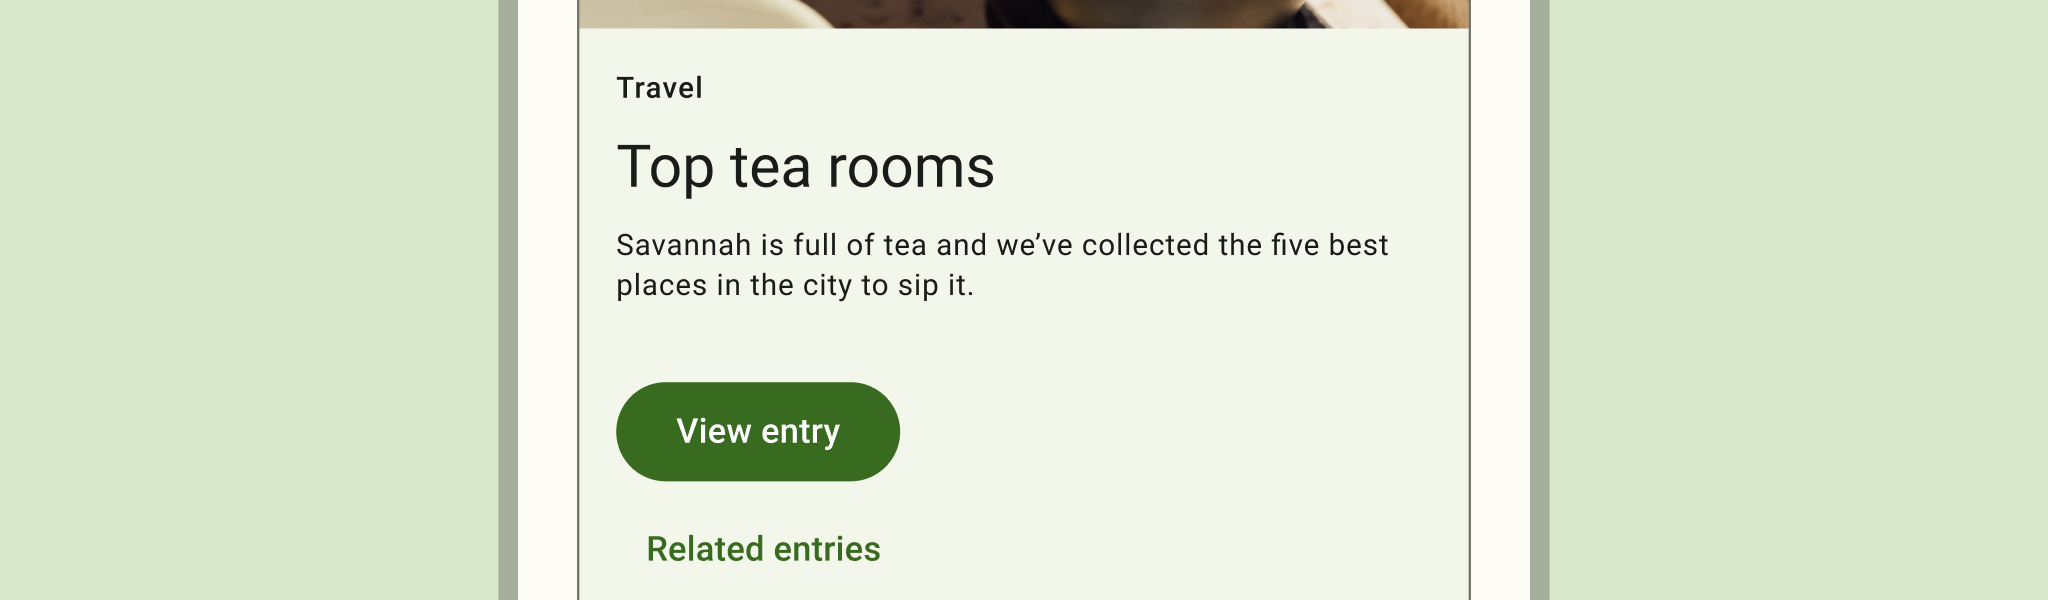 Travel
Top tea rooms
Savannah is full of tea and we’ve collected the five best
places in the city to sip it.
View entry
Related entries